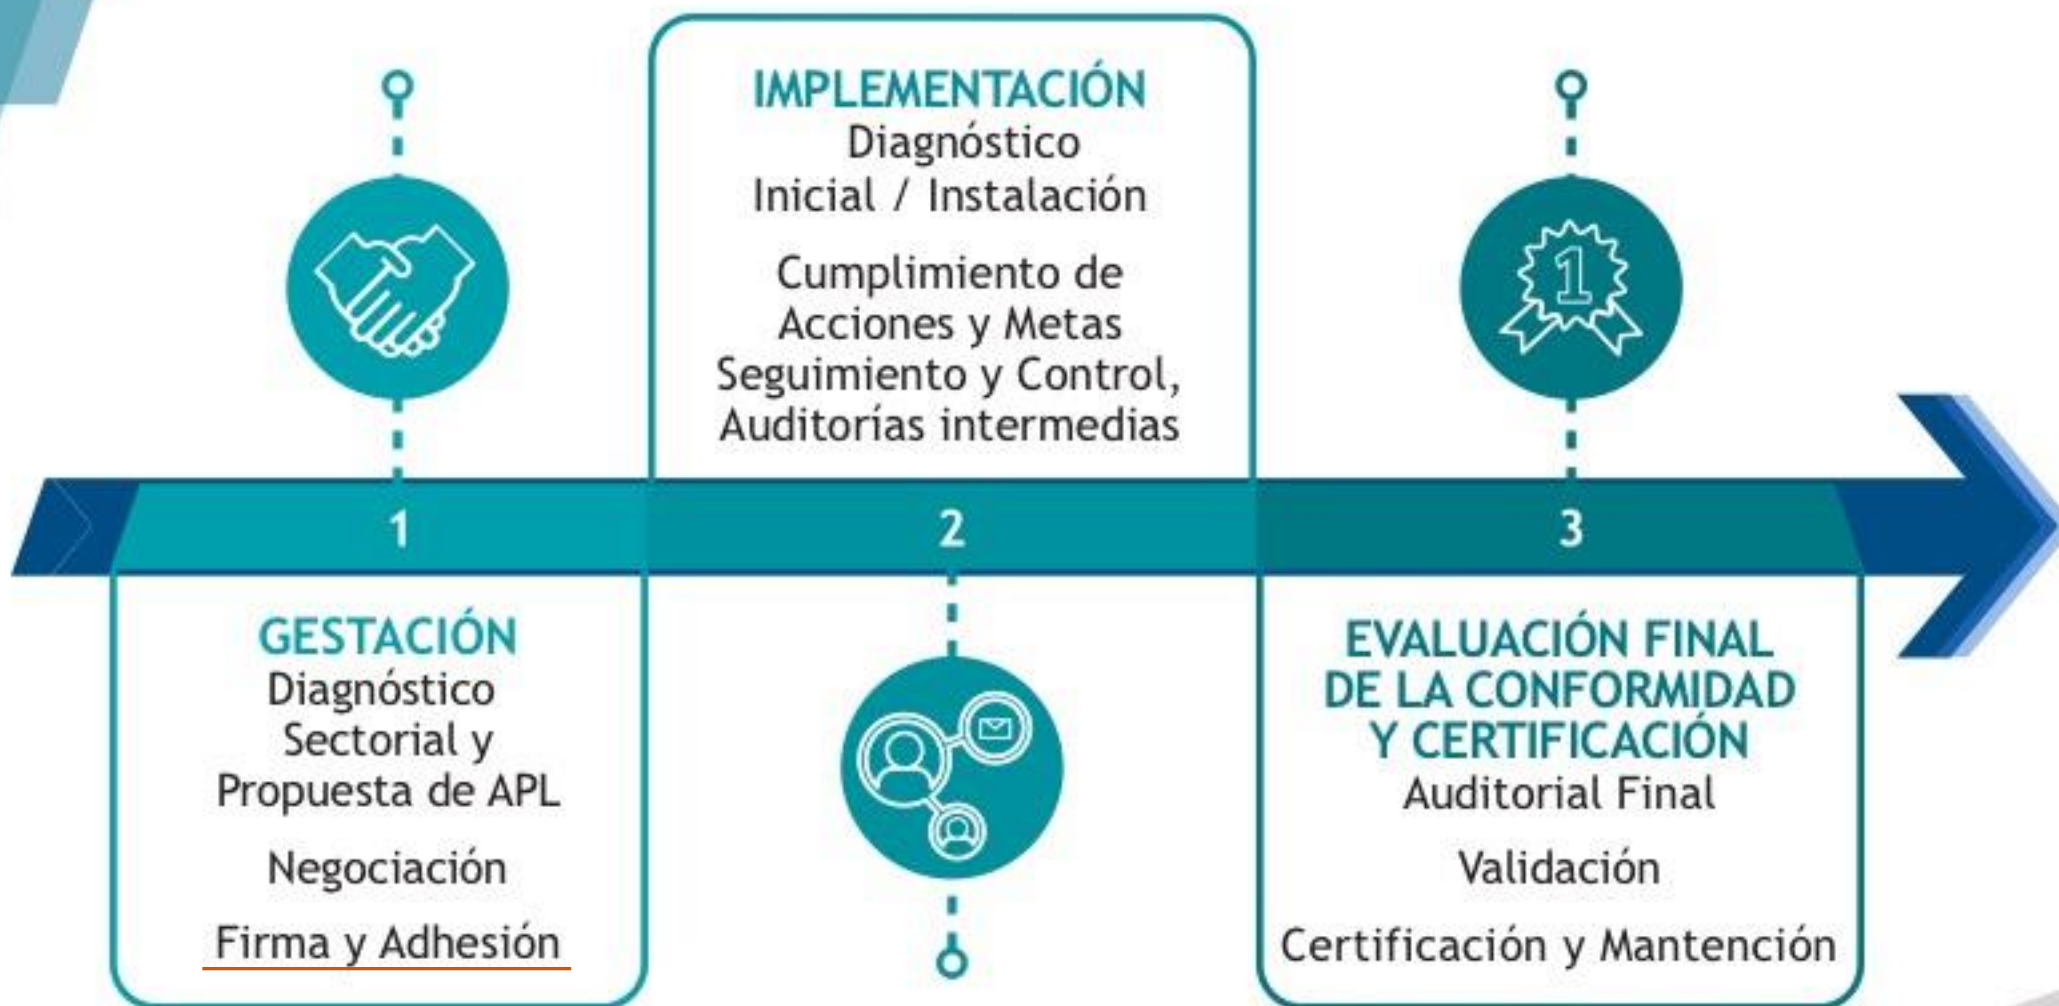 IMPLEMENTACIÓN
Diagnóstico
Inicial / Instalación
Cumplimiento de
Acciones y Metas
Seguimiento y Control,
Auditorías intermedias
1
1
2
3
GESTACIÓN
Diagnóstico
Sectorial y
Propuesta de APL
Negociación
Firma y Adhesión
EVALUACIÓN FINAL
DE LA CONFORMIDAD
Y CERTIFICACIÓN
Auditorial Final
Validación
Certificación y Mantención